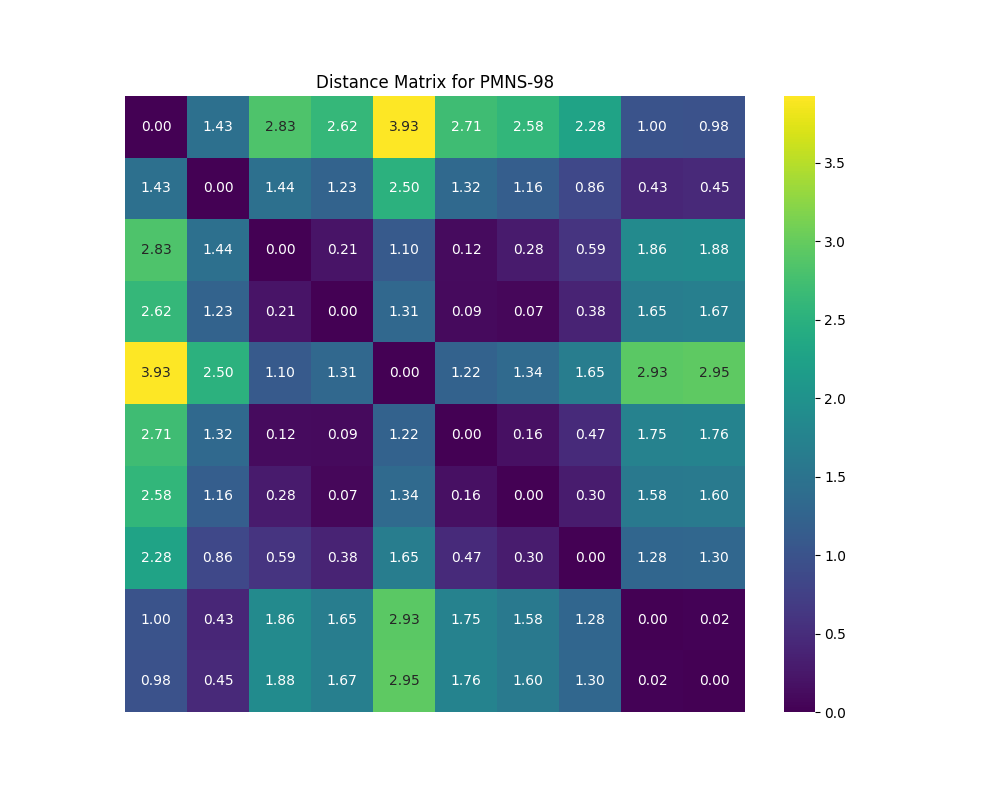 Distance Matrix for PMNS-98
0.00 1.43 2.83 2.62 3.93 2.71 2.58 2.28 1.00 0.98
1.43 0.00 1.44 1.23 2.50 1.32 1.16 0.86 0.43 0.45
2.83 1.44 0.00 0.21 1.10 0.12 0.28 0.59 1.86 1.88
2.62 1.23 0.21 0.00 1.31 0.09 0.07 0.38 1.65 1.67
3.93 2.50 1.10 1.31 0.00 1.22 1.34 1.65 2.93 2.95
2.71 1.32 0.12 0.09 1.22 0.00 0.16 0.47 1.75 1.76
2.58 1.16 0.28 0.07 1.34 0.16 0.00 0.30 1.58 1.60
2.28 0.86 0.59 0.38 1.65 0.47 0.30 0.00 1.28 1.30
1.00 0.43 1.86 1.65 2.93 1.75 1.58 1.28 0.00 0.02
0.98 0.45 1.88 1.67 2.95 1.76 1.60 1.30 0.02 0.00
3.5
3.0
2.5
2.0
1.5
1.0
0.5
0.0